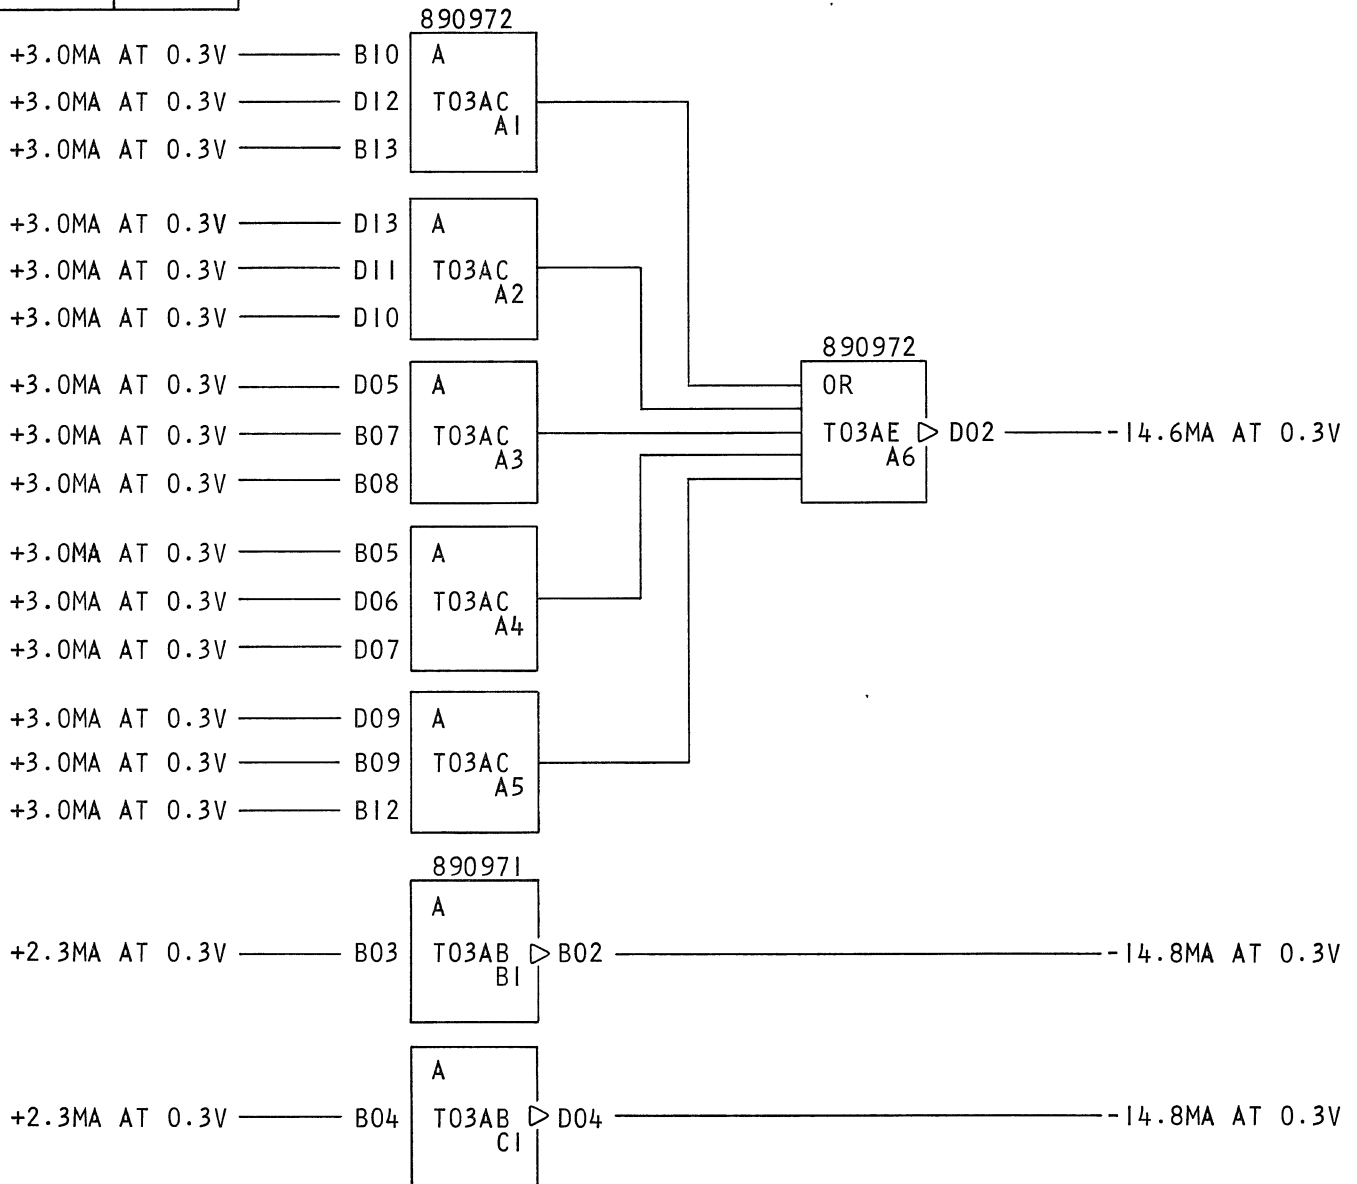 890972
+3.0MA AT 0.3V B10 A
+3.0MA AT 0.3V D12 T03AC
A1
+3.0MA AT 0.3V B13
+3.0MA AT 0.3V D13 A
+3.0MA AT 0.3V D11 T03AC
A2
+3.0MA AT 0.3V D10
890972
+3.0MA AT 0.3V D05 A OR
+3.0MA AT 0.3V B07 T03AC T03AE D02 -14.6MA AT 0.3V
A3 A6
+3.0MA AT 0.3V B08
+3.0MA AT 0.3V B05 A
+3.0MA AT 0.3V D06 T03AC
A4
+3.0MA AT 0.3V D07
+3.0MA AT 0.3V D09 A
+3.0MA AT 0.3V B09 T03AC
A5
+3.0MA AT 0.3V B12
890971
A
+2.3MA AT 0.3V B03 T03AB B02 -14.8MA AT 0.3V
B1
A
+2.3MA AT 0.3V B04 T03AB D04 -14.8MA AT 0.3V
C1